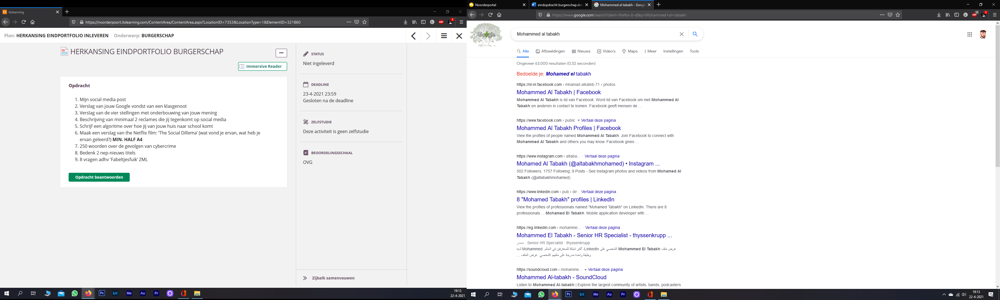 itslearning
https://noorderpoort.itslearning.com/ContentArea/ContentArea.aspx?LocationID=7353&LocationType=1&ElementID=321860
Plan: HERKANSING EINDPORTFOLIO INLEVEREN Onderwerp: BURGERSCHAP
HERKANSING EINDPORTFOLIO BURGERSCHAP
Immersive Reader
Opdracht
1. Mijn social media post
2. Verslag van jouw Google vondst van een klasgenoot
3. Verslag van de vier stellingen met onderbouwing van jouw mening
4. Beschrijving van minimaal 2 reclames die jij tegenkomt op social media
5. Schrijf een algoritme over hoe jij van jouw huis naar school komt
6. Maak een verslag van the Netflix film: 'The Social Dillema' (wat vond je ervan, wat heb je
ervan geleerd?) MIN. HALF A4
7. 250 woorden over de gevolgen van cybercrime
8. Bedenk 2 nep-nieuws titels
9. 8 vragen adhv 'Fabeltjesfuik' ZML
Opdracht beantwoorden
STATUS
Niet ingeleverd
DEADLINE
23-4-2021 23:59
Gesloten na de deadline
ZELFSTUDIE
Deze activiteit is geen zelfstudie
BEOORDELINGSSCHAAL
OVG
Zijbalk samenvouwen
Ps Lrc Me Au Pr
19:13
22-4-2021
Noorderportal
eindopdracht burgerschap.doc
Mohammed al tabakh - Google
https://www.google.com/search?client=firefox-b-d&q=Mohammed+al+tabakh
Google
Mohammed al tabakh
Alle Afbeeldingen Nieuws Video's Maps Meer Instellingen Tools
Ongeveer 63.000 resultaten (0,52 seconden)
Bedoelde je: Mohamed el tabakh
https://nl-nl.facebook.com › mhamad.alkateb.71 › photos
Mohammed Al Tabakh | Facebook
Mohammed Al Tabakh is lid van Facebook. Word lid van Facebook om met Mohammed Al
Tabakh en anderen in contact te komen. Facebook geeft mensen de ...
https://www.facebook.com › public Vertaal deze pagina
Mohammed Al Tabakh Profiles | Facebook
View the profiles of people named Mohammed Al Tabakh. Join Facebook to connect with
Mohammed Al Tabakh and others you may know. Facebook gives ...
https://www.instagram.com › altaba... · Vertaal deze pagina
Mohamed Al Tabakh (@altabakhmohamed) • Instagram ...
502 Followers, 1757 Following, 9 Posts - See Instagram photos and videos from Mohamed Al
Tabakh (@altabakhmohamed)
https://www.linkedin.com › pub › dir · Vertaal deze pagina
8 "Mohamed Tabakh" profiles | LinkedIn
View the profiles of professionals named "Mohamed Tabakh" on LinkedIn. There are 8
professionals ... Mohamed El Tabakh. Mobile application developer with ...
https://eg.linkedin.com › mohamme... · Vertaal deze pagina
Mohammed El Tabakh - Senior HR Specialist - thyssenkrupp ...
مصر · Senior HR Specialist · thyssenkrupp
عرض ملف Mohammed El Tabakh الشخصي على LinkedIn، أكبر شبكة للمحترفين في العالم. Mohammed لديه
وظيفة واحدة مدرجة على ملفهم الشخصي. عرض الملف ...
https://soundcloud.com › mohamme... Vertaal deze pagina
Mohammed Al-tabakh - SoundCloud
Listen to Mohammed Al-tabakh | Explore the largest community of artists, bands, podcasters
Ps Lrc Me Au Pr
19:13
22-4-2021